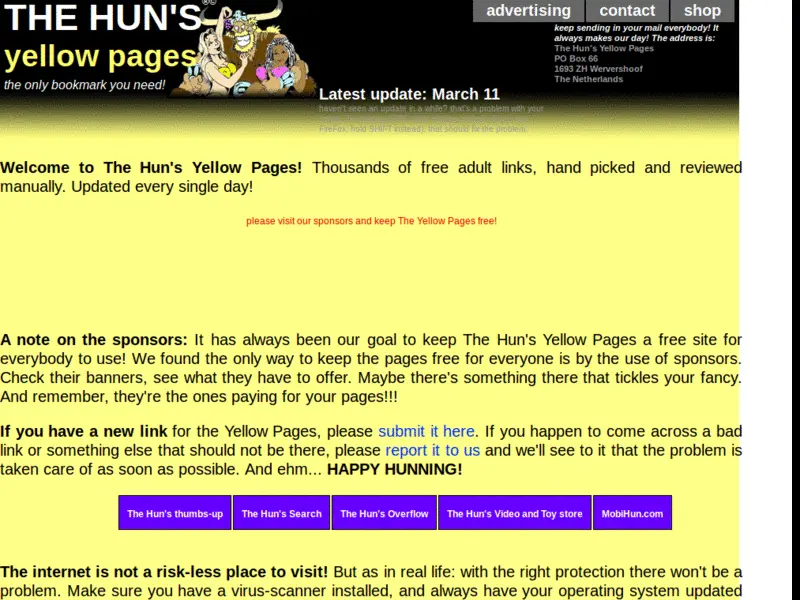 THE HUN'S
yellow pages
the only bookmark you need!
advertising
contact
shop
keep sending in your mail everybody! It
always makes our day! The address is:
The Hun's Yellow Pages
PO Box 66
1693 ZH Wervershoof
The Netherlands
Latest update: March 11
haven't seen an update in a while? that's a problem with your
FireFox, hold Shift instead), that should fix the problem.
Welcome to The Hun's Yellow Pages! Thousands of free adult links, hand picked and reviewed
manually. Updated every single day!
please visit our sponsors and keep The Yellow Pages free!
A note on the sponsors: It has always been our goal to keep The Hun's Yellow Pages a free site for
everybody to use! We found the only way to keep the pages free for everyone is by the use of sponsors.
Check their banners, see what they have to offer. Maybe there's something there that tickles your fancy.
And remember, they're the ones paying for your pages!!!
If you have a new link for the Yellow Pages, please submit it here. If you happen to come across a bad
link or something else that should not be there, please report it to us and we'll see to it that the problem is
taken care of as soon as possible. And ehm... HAPPY HUNNING!
The Hun's thumbs-up
The Hun's Search
The Hun's Overflow
The Hun's Video and Toy store
MobiHun.com
The internet is not a risk-less place to visit! But as in real life: with the right protection there won't be a
problem. Make sure you have a virus-scanner installed, and always have your operating system updated